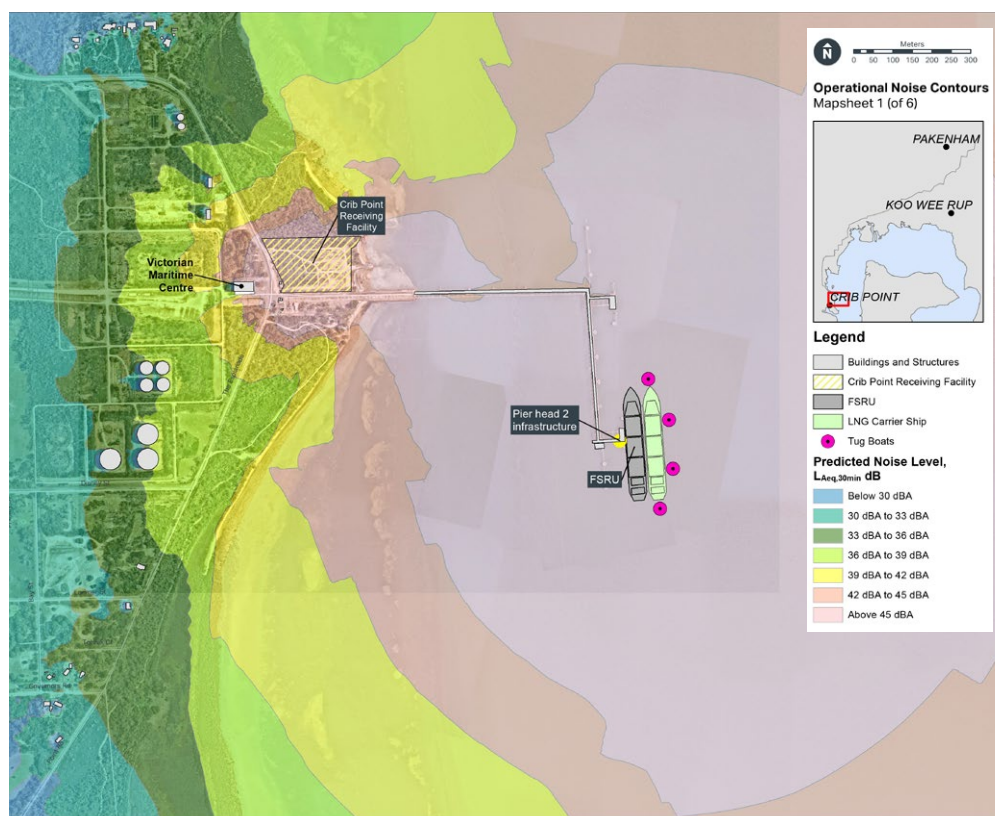 N
Meters
0 50 100 150 200 250 300
Operational Noise Contours
Mapsheet 1 (of 6)
PAKENHAM
KOO WEE RUP
CRIB POINT
Legend
Buildings and Structures
Crib Point Receiving Facility
FSRU
LNG Carrier Ship
Tug Boats
Predicted Noise Level,
LAeq,30min dB
Below 30 dBA
30 dBA to 33 dBA
33 dBA to 36 dBA
36 dBA to 39 dBA
39 dBA to 42 dBA
42 dBA to 45 dBA
Above 45 dBA
Crib Point
Receiving
Facility
Victorian
Maritime
Centre
Pier head 2
infrastructure
FSRU